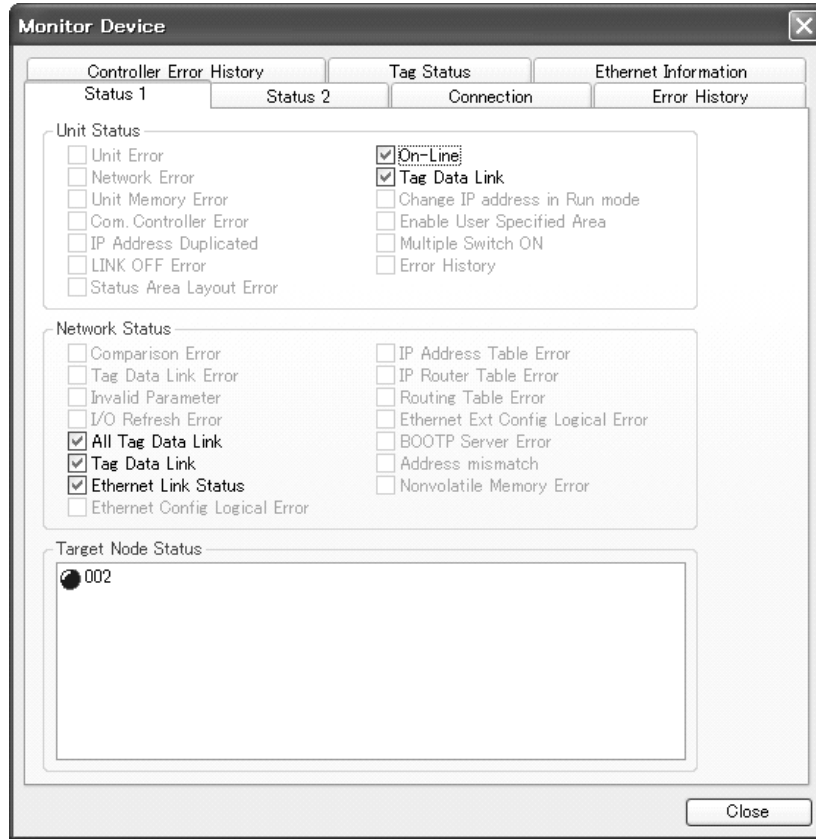 Monitor Device
Controller Error History Tag Status Ethernet Information
Status 1 Status 2 Connection Error History
Unit Status
Unit Error
Network Error
Unit Memory Error
Com. Controller Error
IP Address Duplicated
LINK OFF Error
Status Area Layout Error
On-Line
Tag Data Link
Change IP address in Run mode
Enable User Specified Area
Multiple Switch ON
Error History
Network Status
Comparison Error
Tag Data Link Error
Invalid Parameter
I/O Refresh Error
All Tag Data Link
Tag Data Link
Ethernet Link Status
Ethernet Config Logical Error
IP Address Table Error
IP Router Table Error
Routing Table Error
Ethernet Ext Config Logical Error
BOOTP Server Error
Address mismatch
Nonvolatile Memory Error
Target Node Status
002
Close